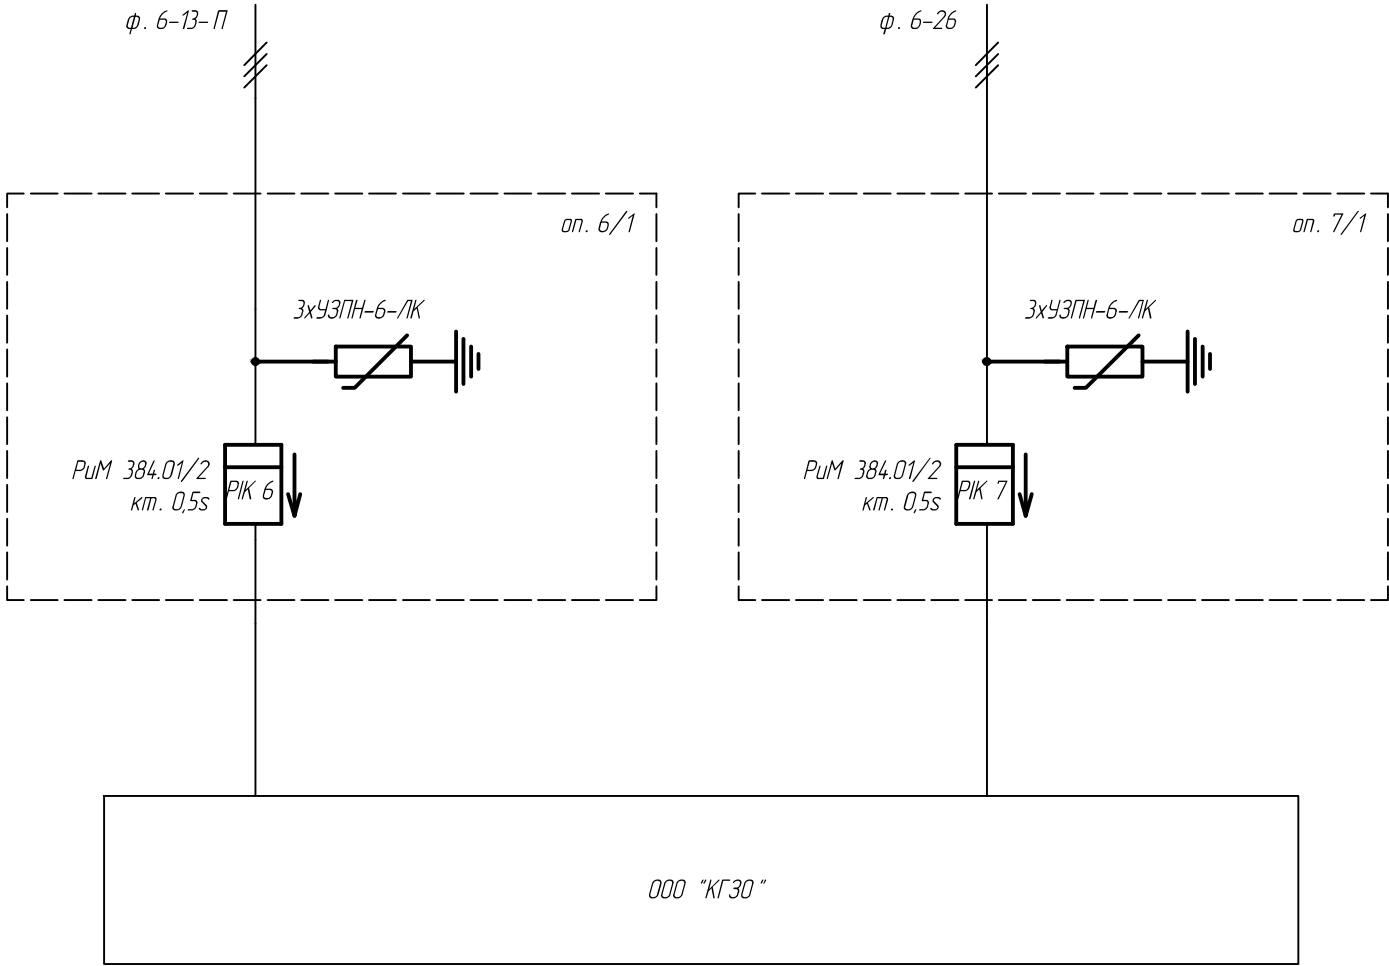 ф. 6-13-П
ф. 6-26
оп. 6/1
оп. 7/1
3хУЗПН-6-ЛК
3хУЗПН-6-ЛК
РиМ 384.01/2
кт. 0,5s
PIK 6
РиМ 384.01/2
кт. 0,5s
PIK 7
ООО "КГЗО"